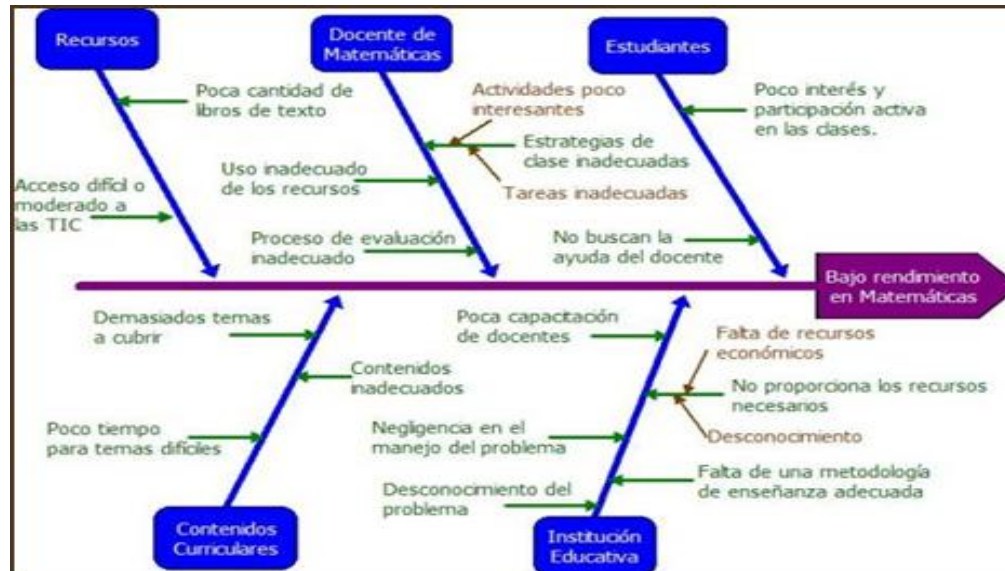 Recursos
Docente de
Matemáticas
Estudiantes
Poca cantidad de
libros de texto
Actividades poco
interesantes
Poco interés y
participación activa
en las clases.
Estrategias de
clase inadecuadas
Uso inadecuado
de los recursos
Tareas inadecuadas
Acceso difícil o
moderado a
las TIC
Proceso de evaluación
inadecuado
No buscan la
ayuda del docente
Bajo rendimiento
en Matemáticas
Demasiados temas
a cubrir
Poca capacitación
de docentes
Falta de recursos
económicos
Contenidos
inadecuados
No proporciona los recursos
necesarios
Poco tiempo
para temas difíciles
Negligencia en el
manejo del problema
Desconocimiento
Desconocimiento del
problema
Falta de una metodología
de enseñanza adecuada
Contenidos
Curriculares
Institución
Educativa